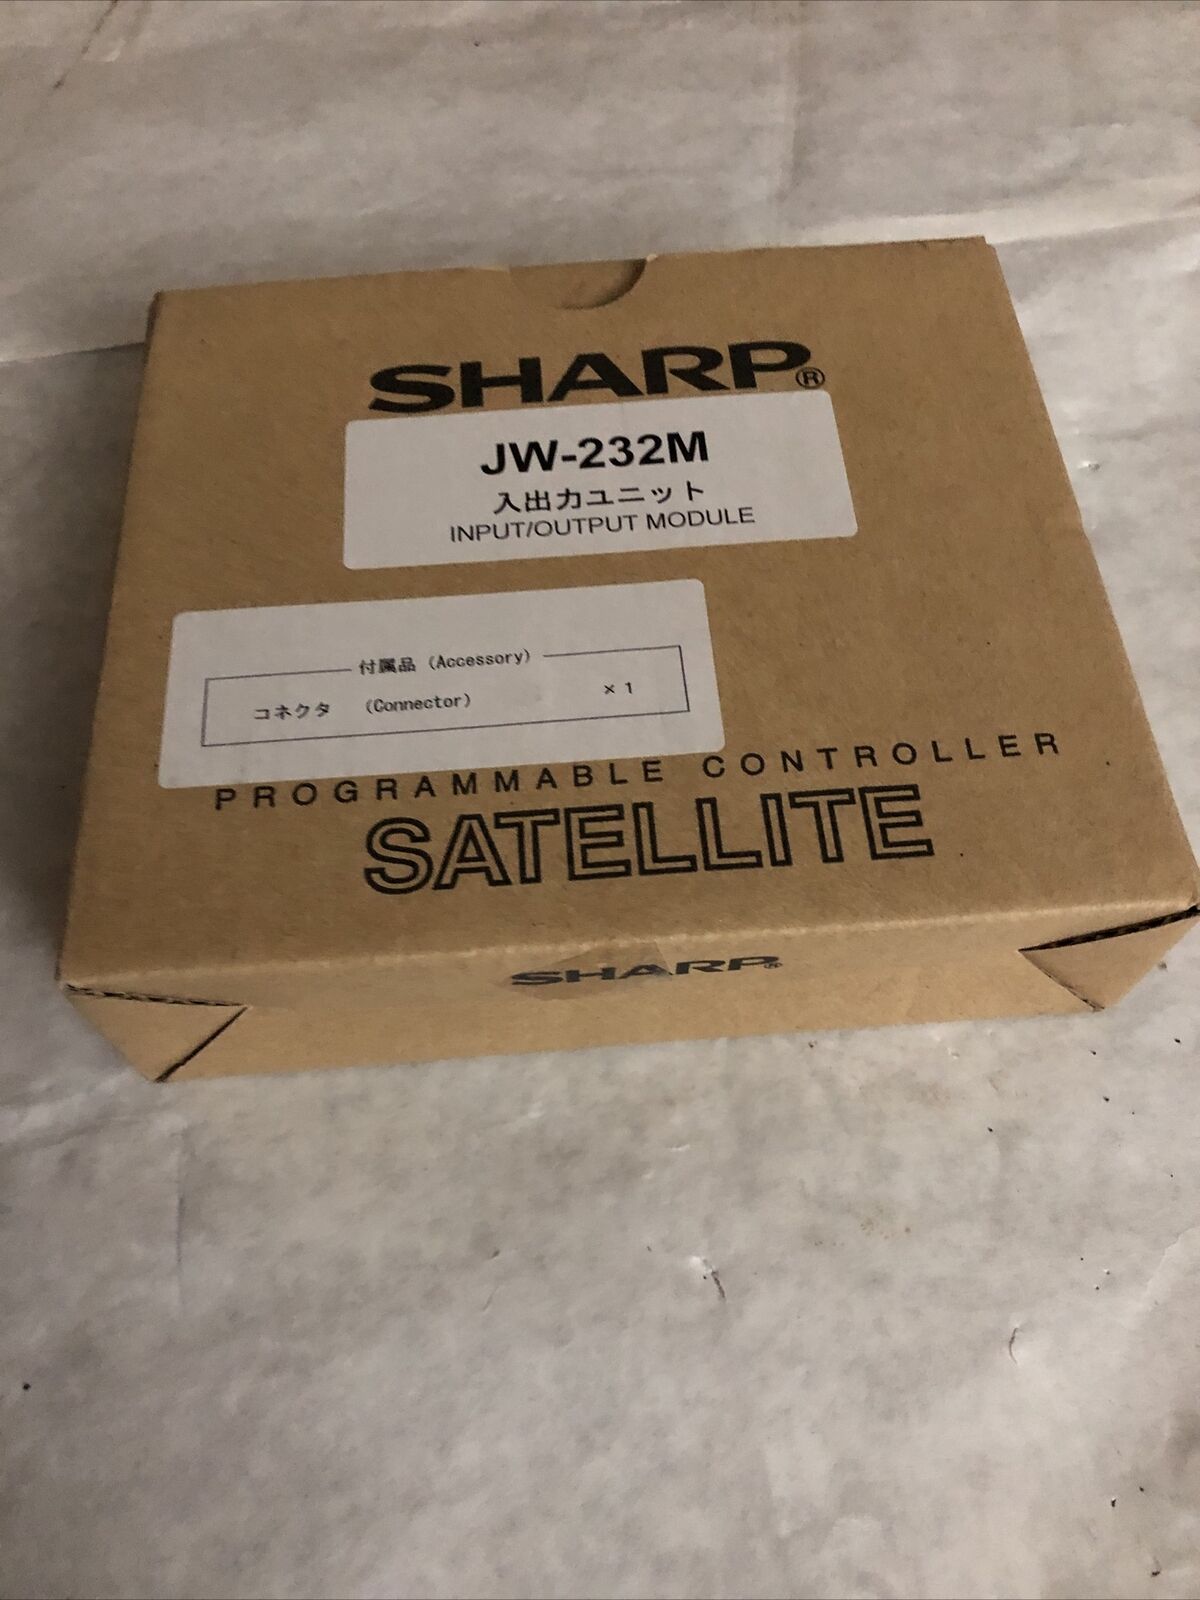 SHARP®
JW-232M
入出力ユニット
INPUT/OUTPUT MODULE
付属品 (Accessory)
コネクタ (Connector) × 1
PROGRAMMABLE CONTROLLER
SATELLITE
SHARP®